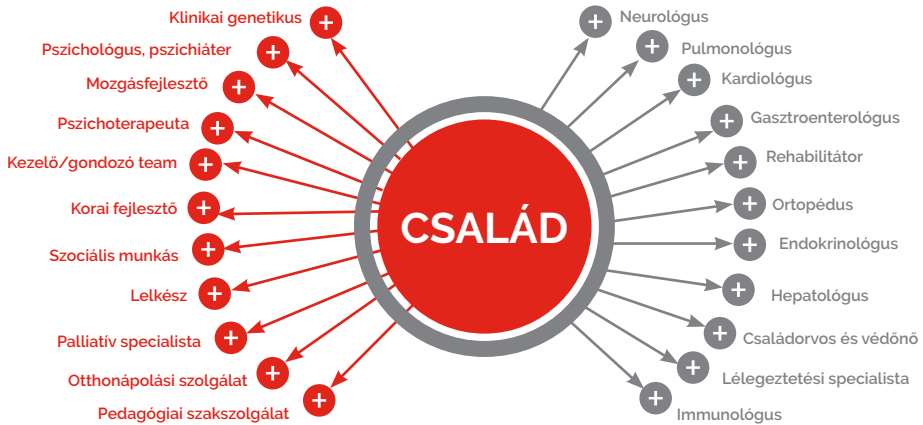 Klinikai genetikus
Pszichológus, pszichiáter
Mozgásfejlesztő
Pszichoterapeuta
Kezelő/gondozó team
Korai fejlesztő
Szociális munkás
Lelkész
Palliatív specialista
Otthonápolási szolgálat
Pedagógiai szakszolgálat
CSALÁD
Neurológus
Pulmonológus
Kardiológus
Gasztroenterológus
Rehabilitátor
Ortopédus
Endokrinológus
Hepatológus
Családorvos és védőnő
Lélegeztetési specialista
Immunológus